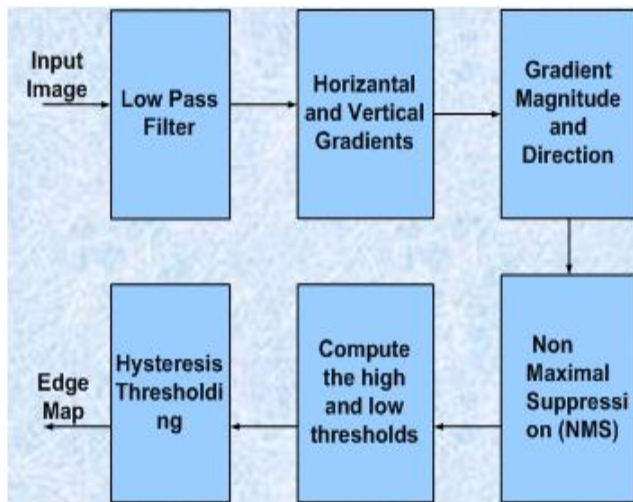 Input
Image
Low Pass
Filter
Horizantal
and Vertical
Gradients
Gradient
Magnitude
and
Direction
Non
Maximal
Suppressi
on (NMS)
Compute
the high
and low
thresholds
Hysteresis
Thresholdi
ng
Edge
Map